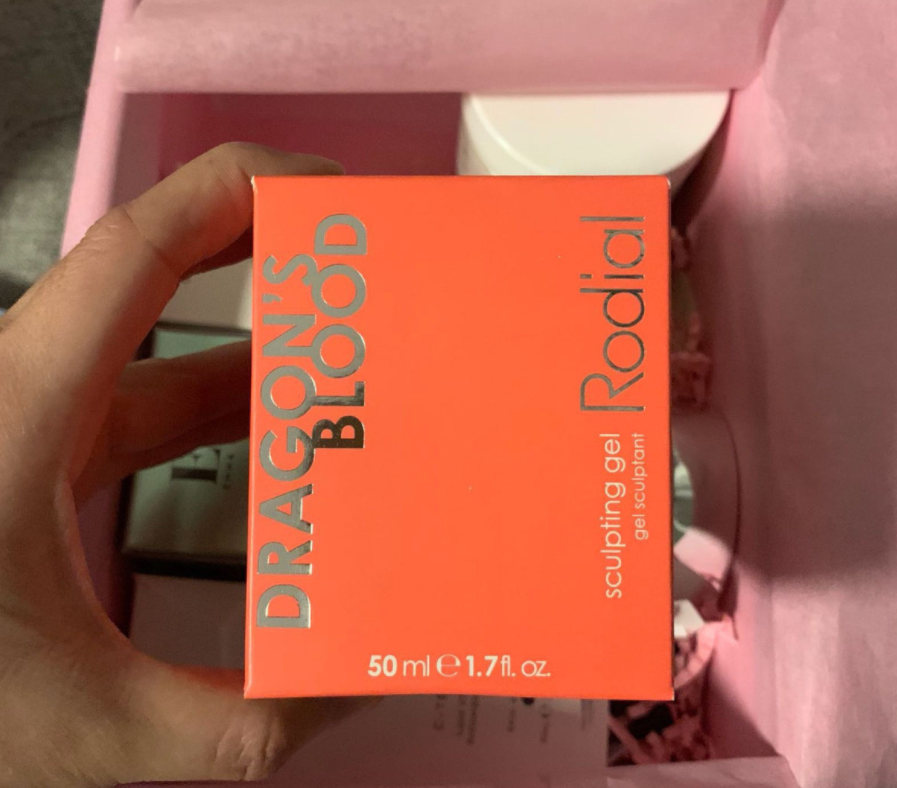 DRAGON'S
BLOOD
Rodial
sculpting gel
gel sculptant
50 ml ℮ 1.7 fl. oz.